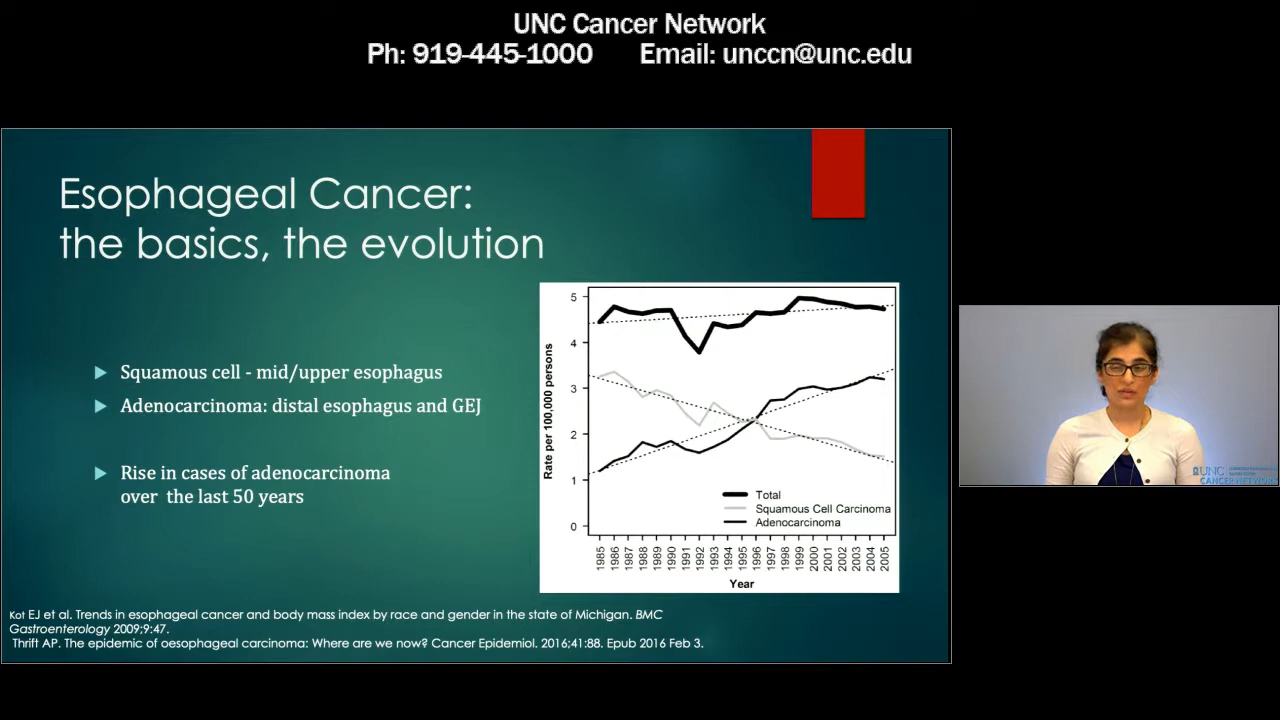 UNC Cancer Network
Ph: 919-445-1000 Email: unccn@unc.edu
Esophageal Cancer:
the basics, the evolution
Squamous cell - mid/upper esophagus
Adenocarcinoma: distal esophagus and GEJ
Rise in cases of adenocarcinoma
over the last 50 years
Rate per 100,000 persons
5
4
3
2
1
0
Total
Squamous Cell Carcinoma
Adenocarcinoma
1985 1986 1987 1988 1989 1990 1991 1992 1993 1994 1995 1996 1997 1998 1999 2000 2001 2002 2003 2004 2005
Year
Kot EJ et al. Trends in esophageal cancer and body mass index by race and gender in the state of Michigan. BMC
Gastroenterology 2009;9:47.
Thrift AP. The epidemic of oesophageal carcinoma: Where are we now? Cancer Epidemiol. 2016;41:88. Epub 2016 Feb 3.
UNC
CANCER NETWORK